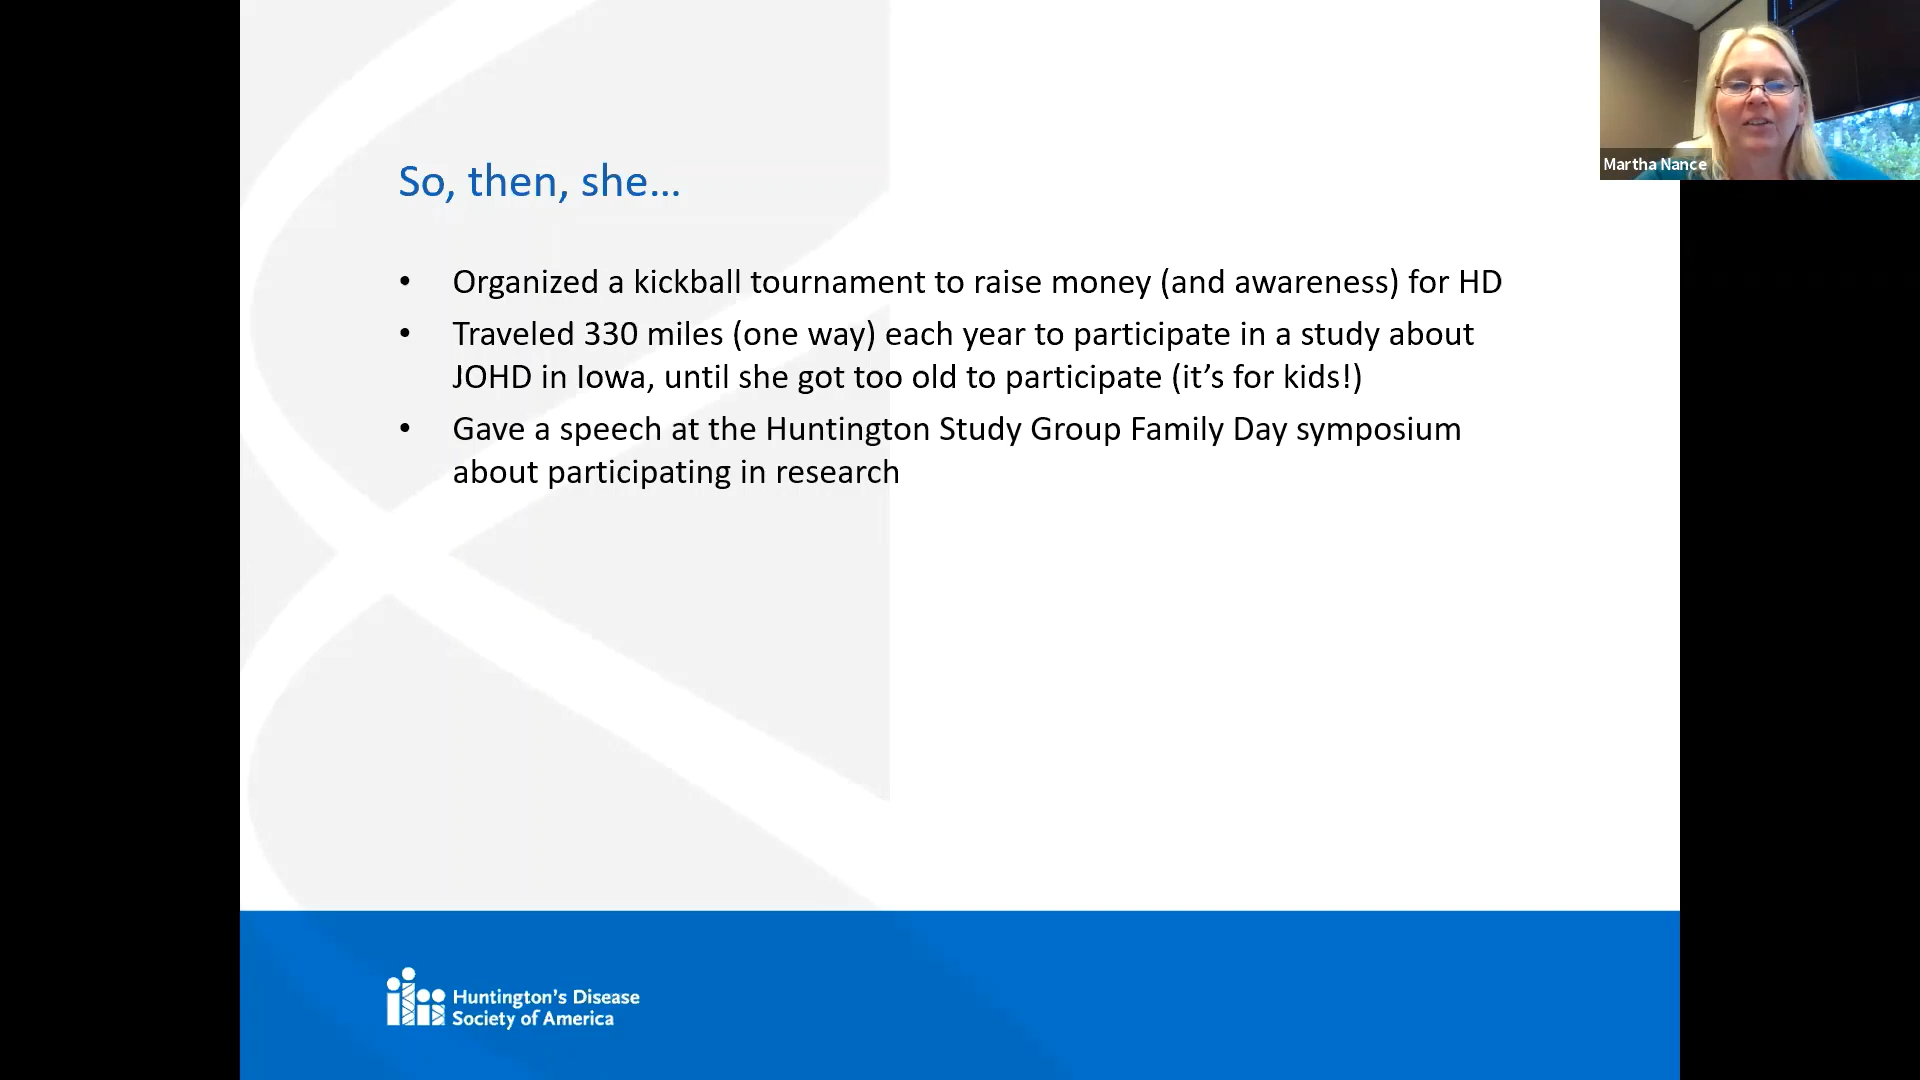 Martha Nance
So, then, she...
• Organized a kickball tournament to raise money (and awareness) for HD
• Traveled 330 miles (one way) each year to participate in a study about
JOHD in Iowa, until she got too old to participate (it’s for kids!)
• Gave a speech at the Huntington Study Group Family Day symposium
about participating in research
Huntington’s Disease
Society of America